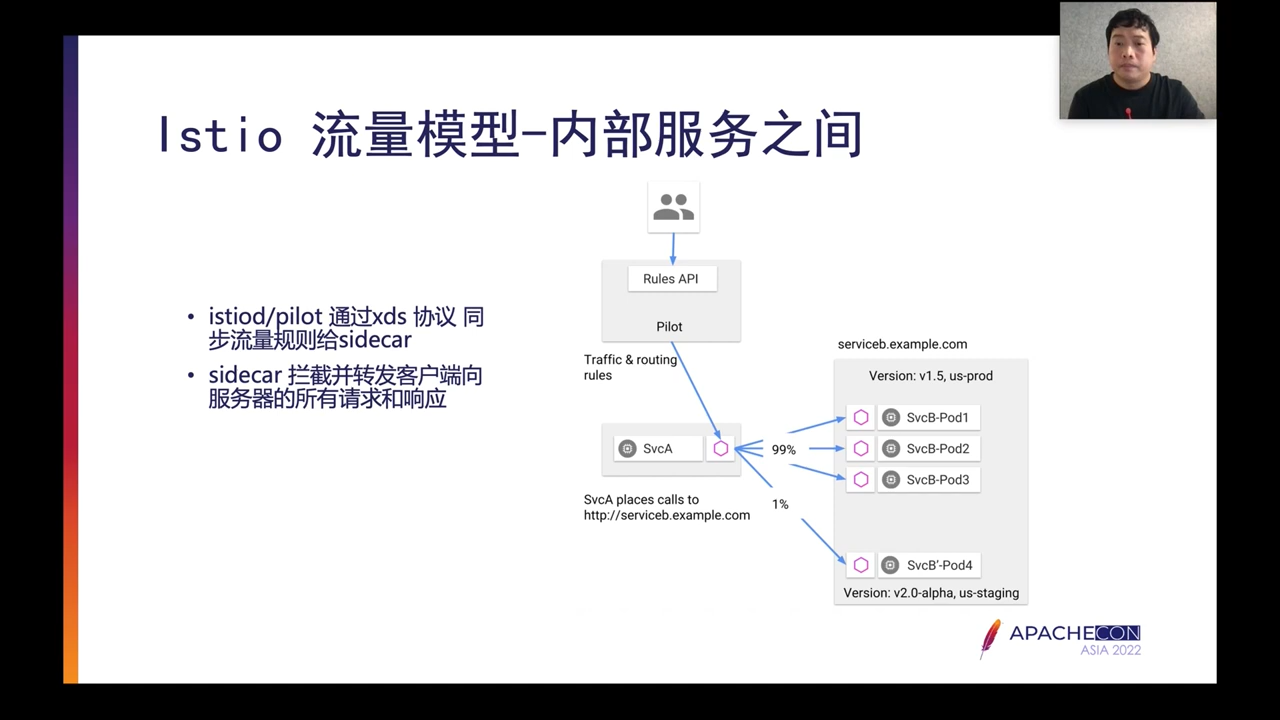 Istio 流量模型-内部服务之间
• istiod/pilot 通过xds 协议 同
步流量规则给sidecar
• sidecar 拦截并转发客户端向
服务器的所有请求和响应
Rules API
Pilot
Traffic & routing
rules
SvcA
SvcA places calls to
http://serviceb.example.com
99%
1%
serviceb.example.com
Version: v1.5, us-prod
SvcB-Pod1
SvcB-Pod2
SvcB-Pod3
SvcB'-Pod4
Version: v2.0-alpha, us-staging
APACHECON
ASIA 2022